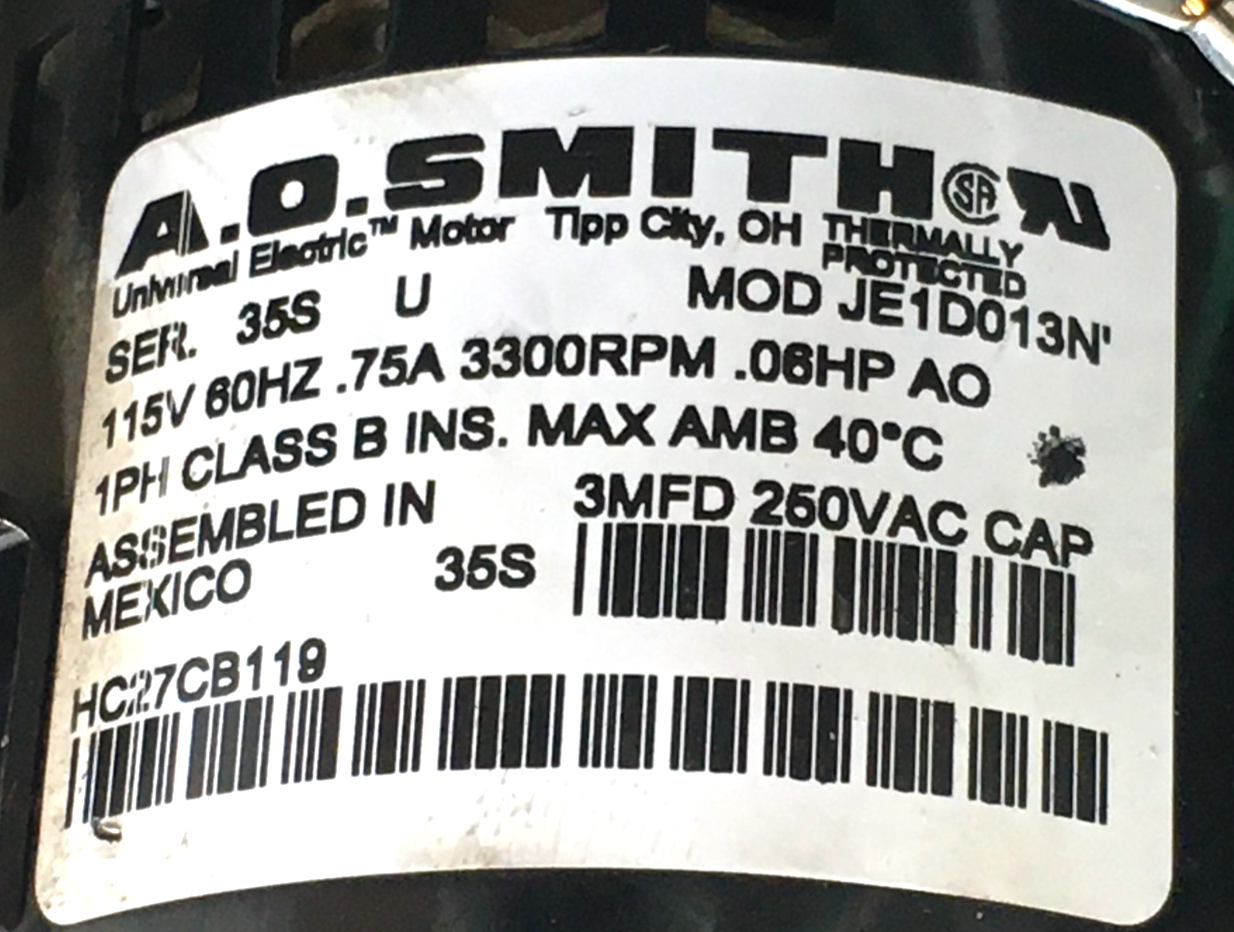 A.O.SMITH
Universal Electric™ Motor Tipp City, OH THERMALLY PROTECTED
SER. 35S U MOD JE1D013N'
115V 60HZ .75A 3300RPM .06HP AO
1PH CLASS B INS. MAX AMB 40°C
ASSEMBLED IN 3MFD 250VAC CAP
MEXICO 35S
HC27CB119